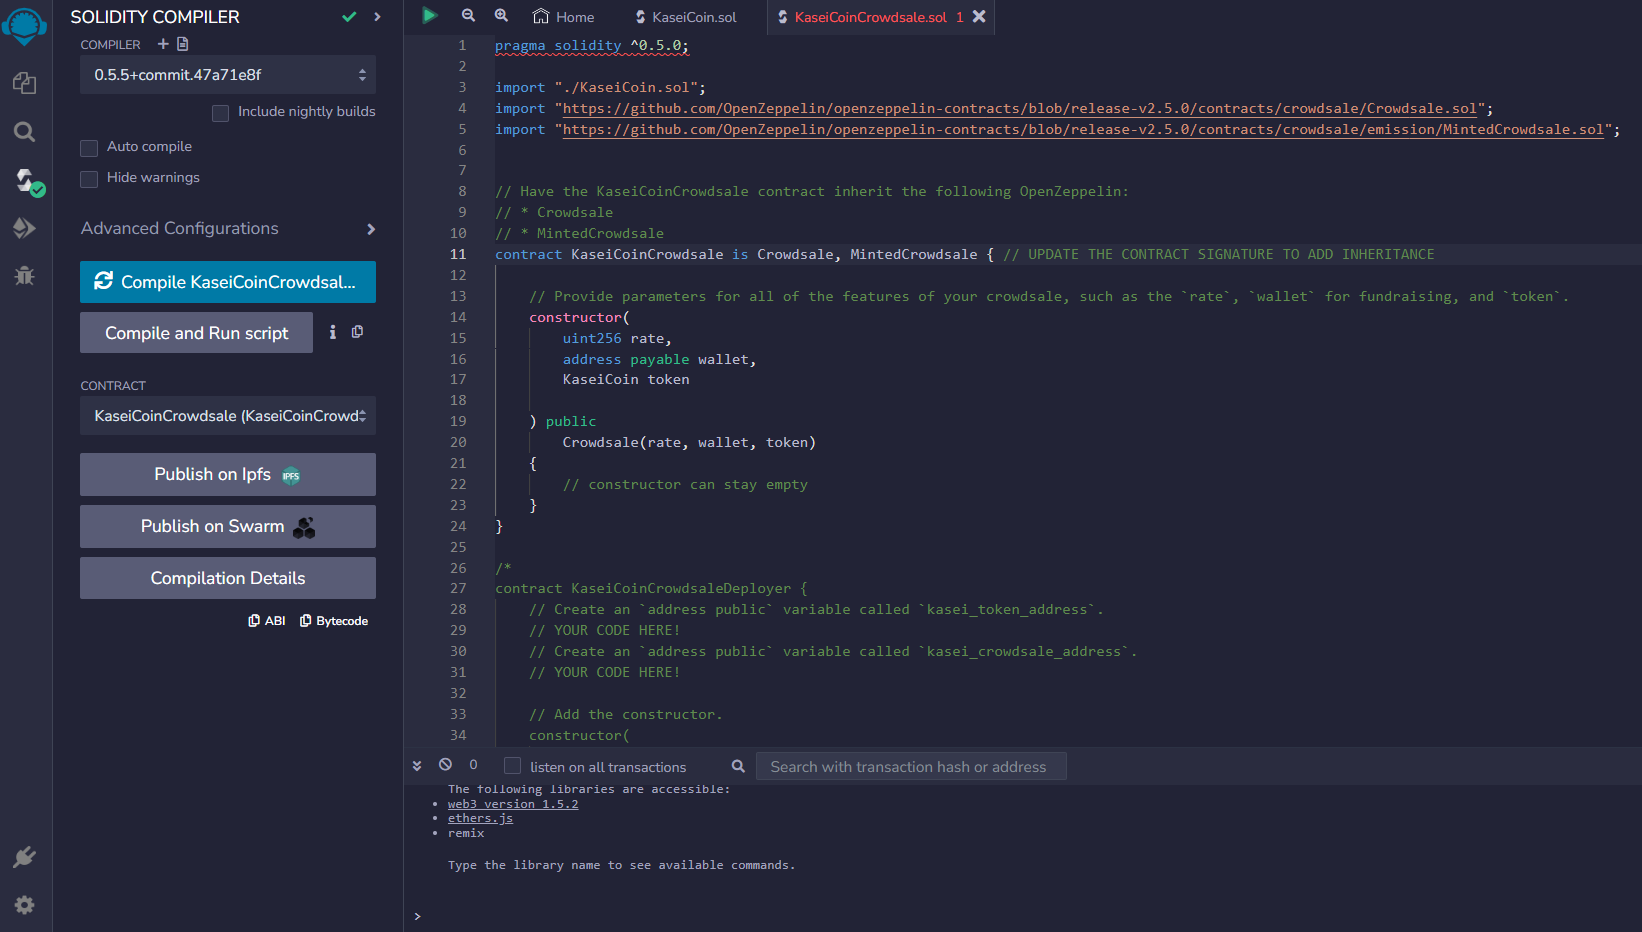 SOLIDITY COMPILER
COMPILER
0.5.5+commit.47a71e8f
Include nightly builds
Auto compile
Hide warnings
Advanced Configurations
Compile KaseiCoinCrowdsal...
Compile and Run script
CONTRACT
KaseiCoinCrowdsale (KaseiCoinCrowd
Publish on Ipfs IPFS
Publish on Swarm
Compilation Details
ABI Bytecode
Home KaseiCoin.sol KaseiCoinCrowdsale.sol 1
1 pragma solidity ^0.5.0;
2
3 import "./KaseiCoin.sol";
4 import "https://github.com/OpenZeppelin/openzeppelin-contracts/blob/release-v2.5.0/contracts/crowdsale/Crowdsale.sol";
5 import "https://github.com/OpenZeppelin/openzeppelin-contracts/blob/release-v2.5.0/contracts/crowdsale/emission/MintedCrowdsale.sol";
6
7
8 // Have the KaseiCoinCrowdsale contract inherit the following OpenZeppelin:
9 // * Crowdsale
10 // * MintedCrowdsale
11 contract KaseiCoinCrowdsale is Crowdsale, MintedCrowdsale { // UPDATE THE CONTRACT SIGNATURE TO ADD INHERITANCE
12
13 // Provide parameters for all of the features of your crowdsale, such as the `rate`, `wallet` for fundraising, and `token`.
14 constructor(
15 uint256 rate,
16 address payable wallet,
17 KaseiCoin token
18
19 ) public
20 Crowdsale(rate, wallet, token)
21 {
22 // constructor can stay empty
23 }
24 }
25
26 /*
27 contract KaseiCoinCrowdsaleDeployer {
28 // Create an `address public` variable called `kasei_token_address`.
29 // YOUR CODE HERE!
30 // Create an `address public` variable called `kasei_crowdsale_address`.
31 // YOUR CODE HERE!
32
33 // Add the constructor.
34 constructor(
0 listen on all transactions Search with transaction hash or address
The following libraries are accessible:
• web3 version 1.5.2
• ethers.js
• remix
Type the library name to see available commands.
>